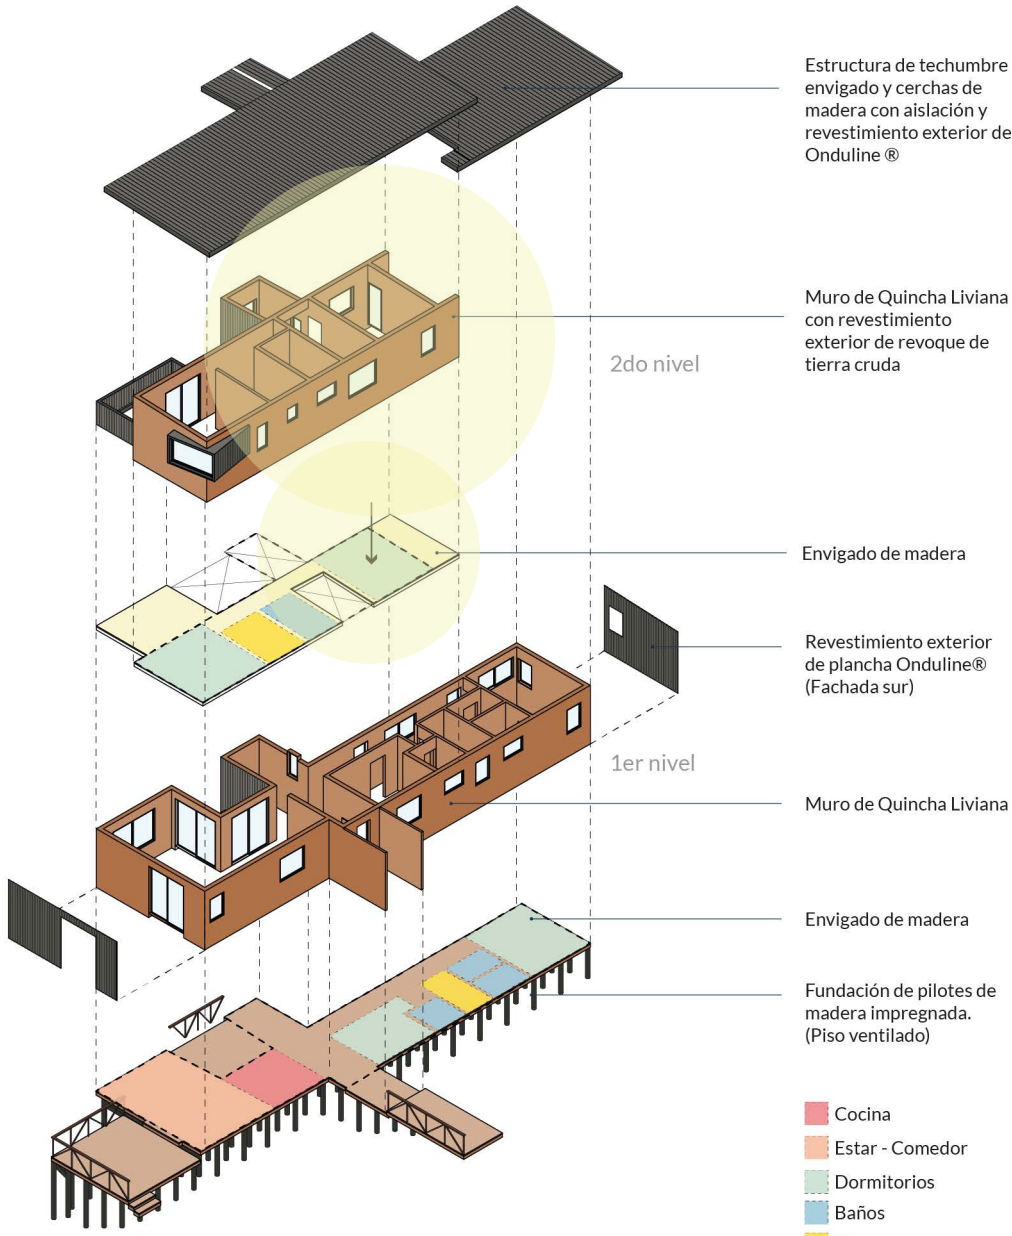 Estructura de techumbre
envigado y cerchas de
madera con aislación y
revestimiento exterior de
Onduline ®
Muro de Quincha Liviana
con revestimiento
exterior de revoque de
tierra cruda
2do nivel
Envigado de madera
Revestimiento exterior
de plancha Onduline®
(Fachada sur)
1er nivel
Muro de Quincha Liviana
Envigado de madera
Fundación de pilotes de
madera impregnada.
(Piso ventilado)
Cocina
Estar - Comedor
Dormitorios
Baños